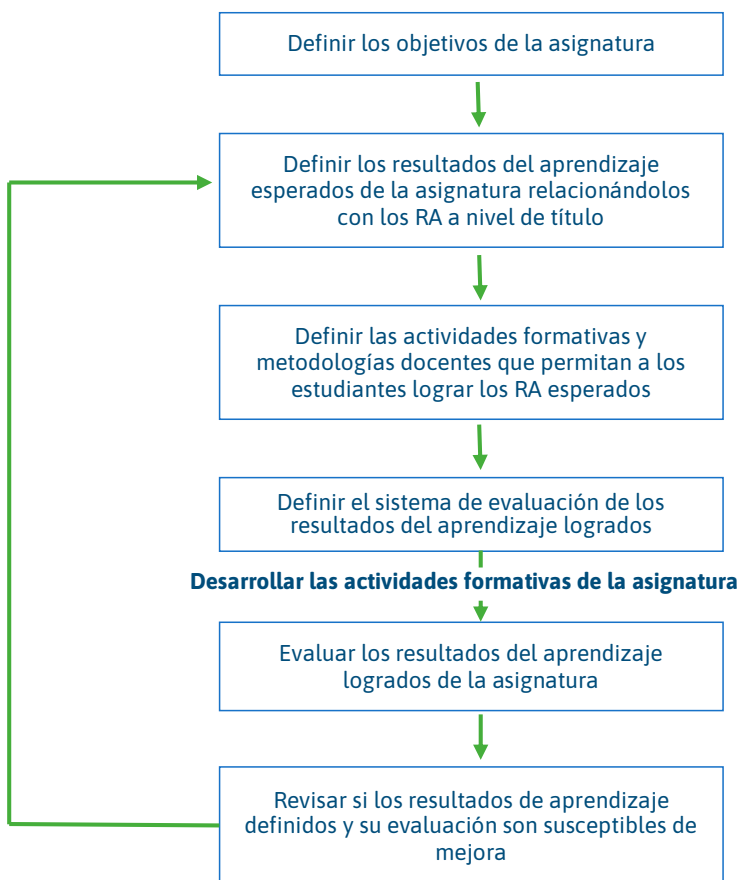 Definir los objetivos de la asignatura
Definir los resultados del aprendizaje
esperados de la asignatura relacionándolos
con los RA a nivel de título
Definir las actividades formativas y
metodologías docentes que permitan a los
estudiantes lograr los RA esperados
Definir el sistema de evaluación de los
resultados del aprendizaje logrados
Desarrollar las actividades formativas de la asignatura
Evaluar los resultados del aprendizaje
logrados de la asignatura
Revisar si los resultados de aprendizaje
definidos y su evaluación son susceptibles de
mejora